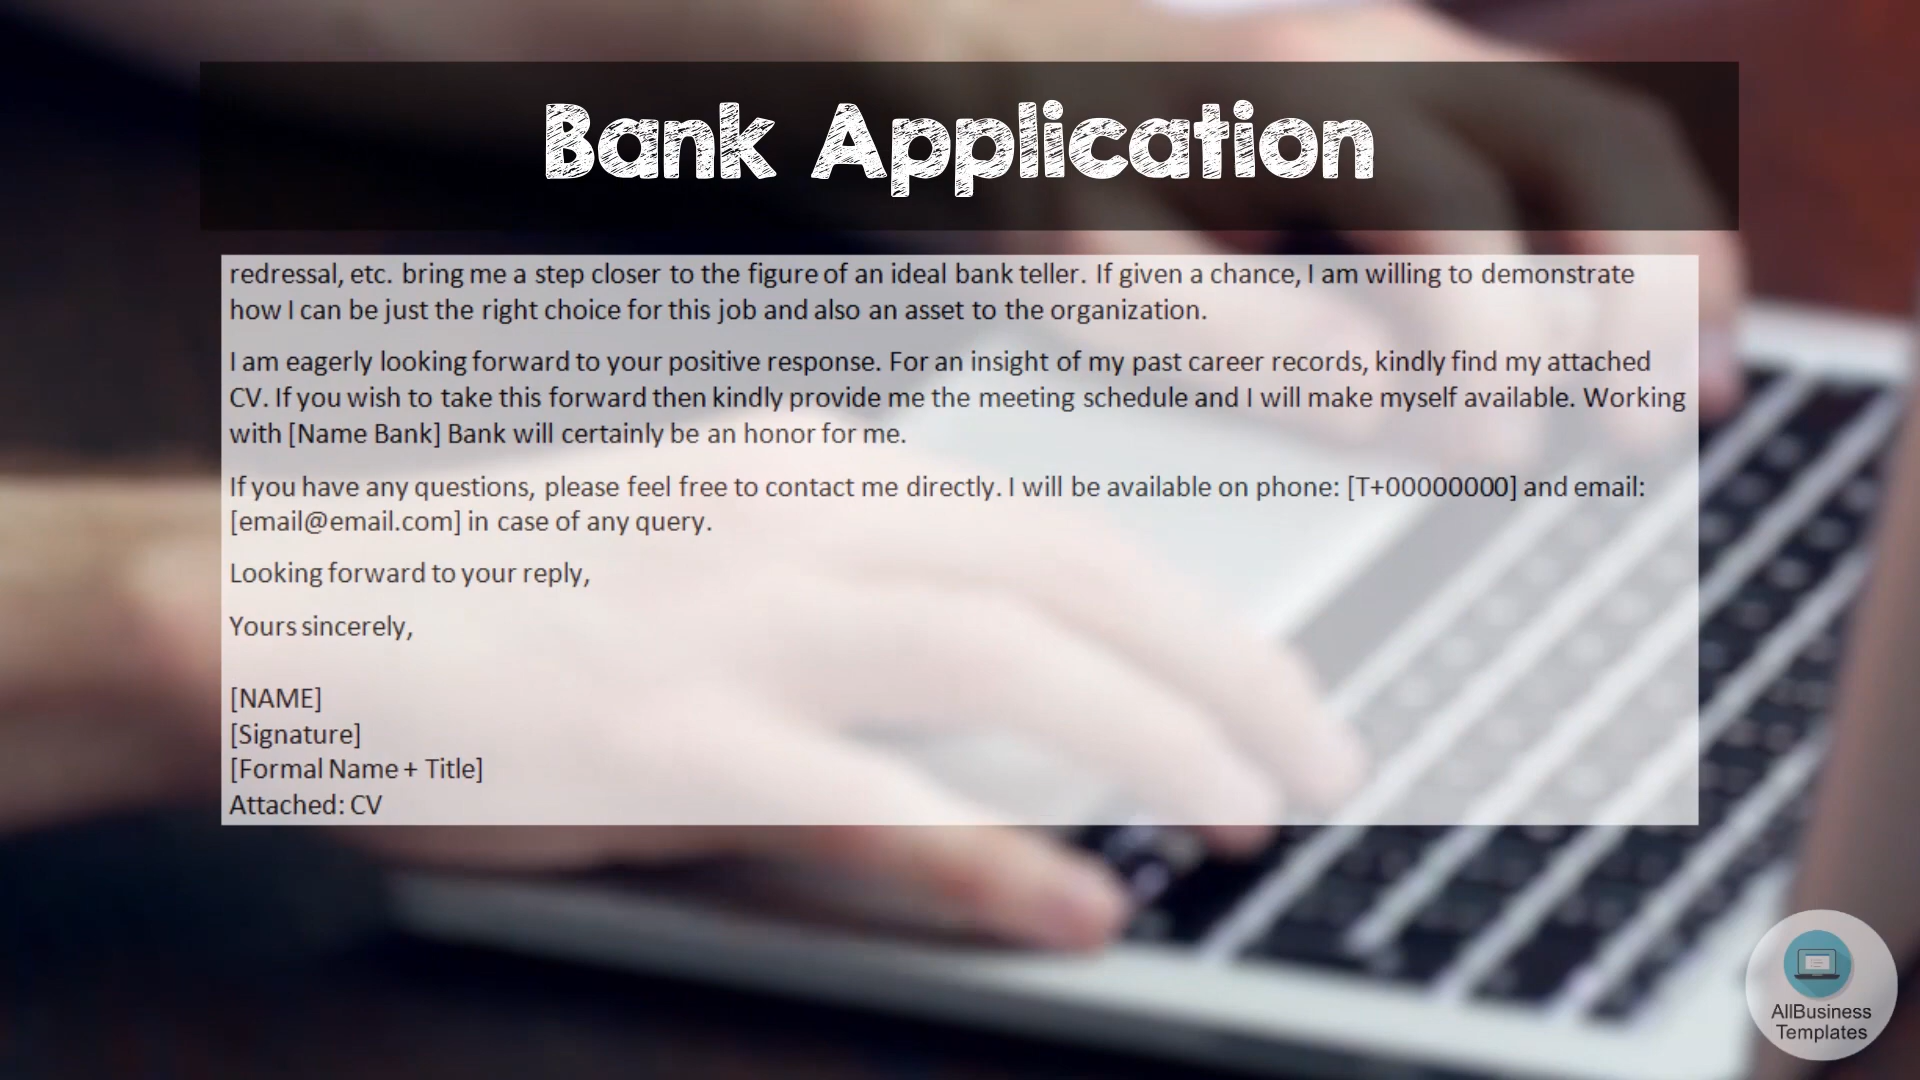 Bank Application
redressal, etc. bring me a step closer to the figure of an ideal bank teller. If given a chance, I am willing to demonstrate
how I can be just the right choice for this job and also an asset to the organization.
I am eagerly looking forward to your positive response. For an insight of my past career records, kindly find my attached
CV. If you wish to take this forward then kindly provide me the meeting schedule and I will make myself available. Working
with [Name Bank] Bank will certainly be an honor for me.
If you have any questions, please feel free to contact me directly. I will be available on phone: [T+00000000] and email:
[email@email.com] in case of any query.
Looking forward to your reply,
Yours sincerely,
[NAME]
[Signature]
[Formal Name + Title]
Attached: CV
AllBusiness
Templates